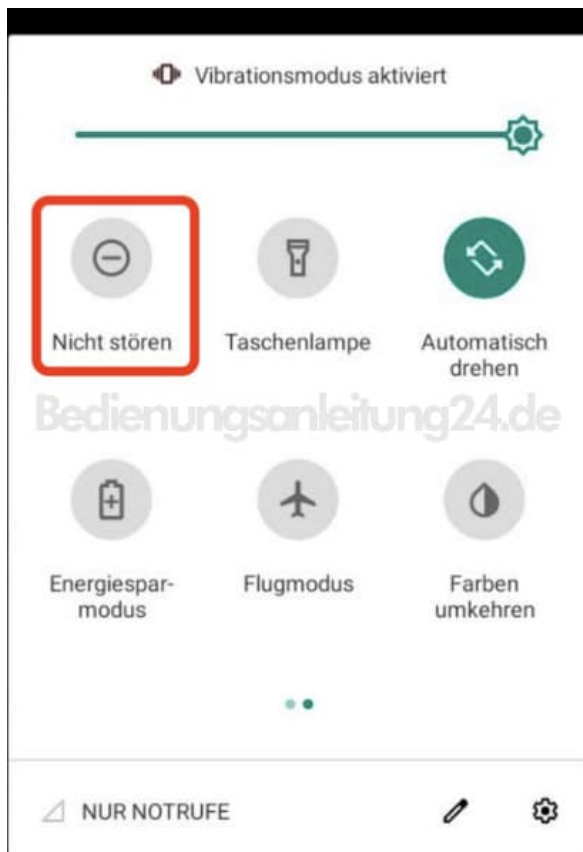 Vibrationsmodus aktiviert
Nicht stören
Taschenlampe
Automatisch
drehen
Bedienungsanleitung24.de
Energiespar-
modus
Flugmodus
Farben
umkehren
NUR NOTRUFE